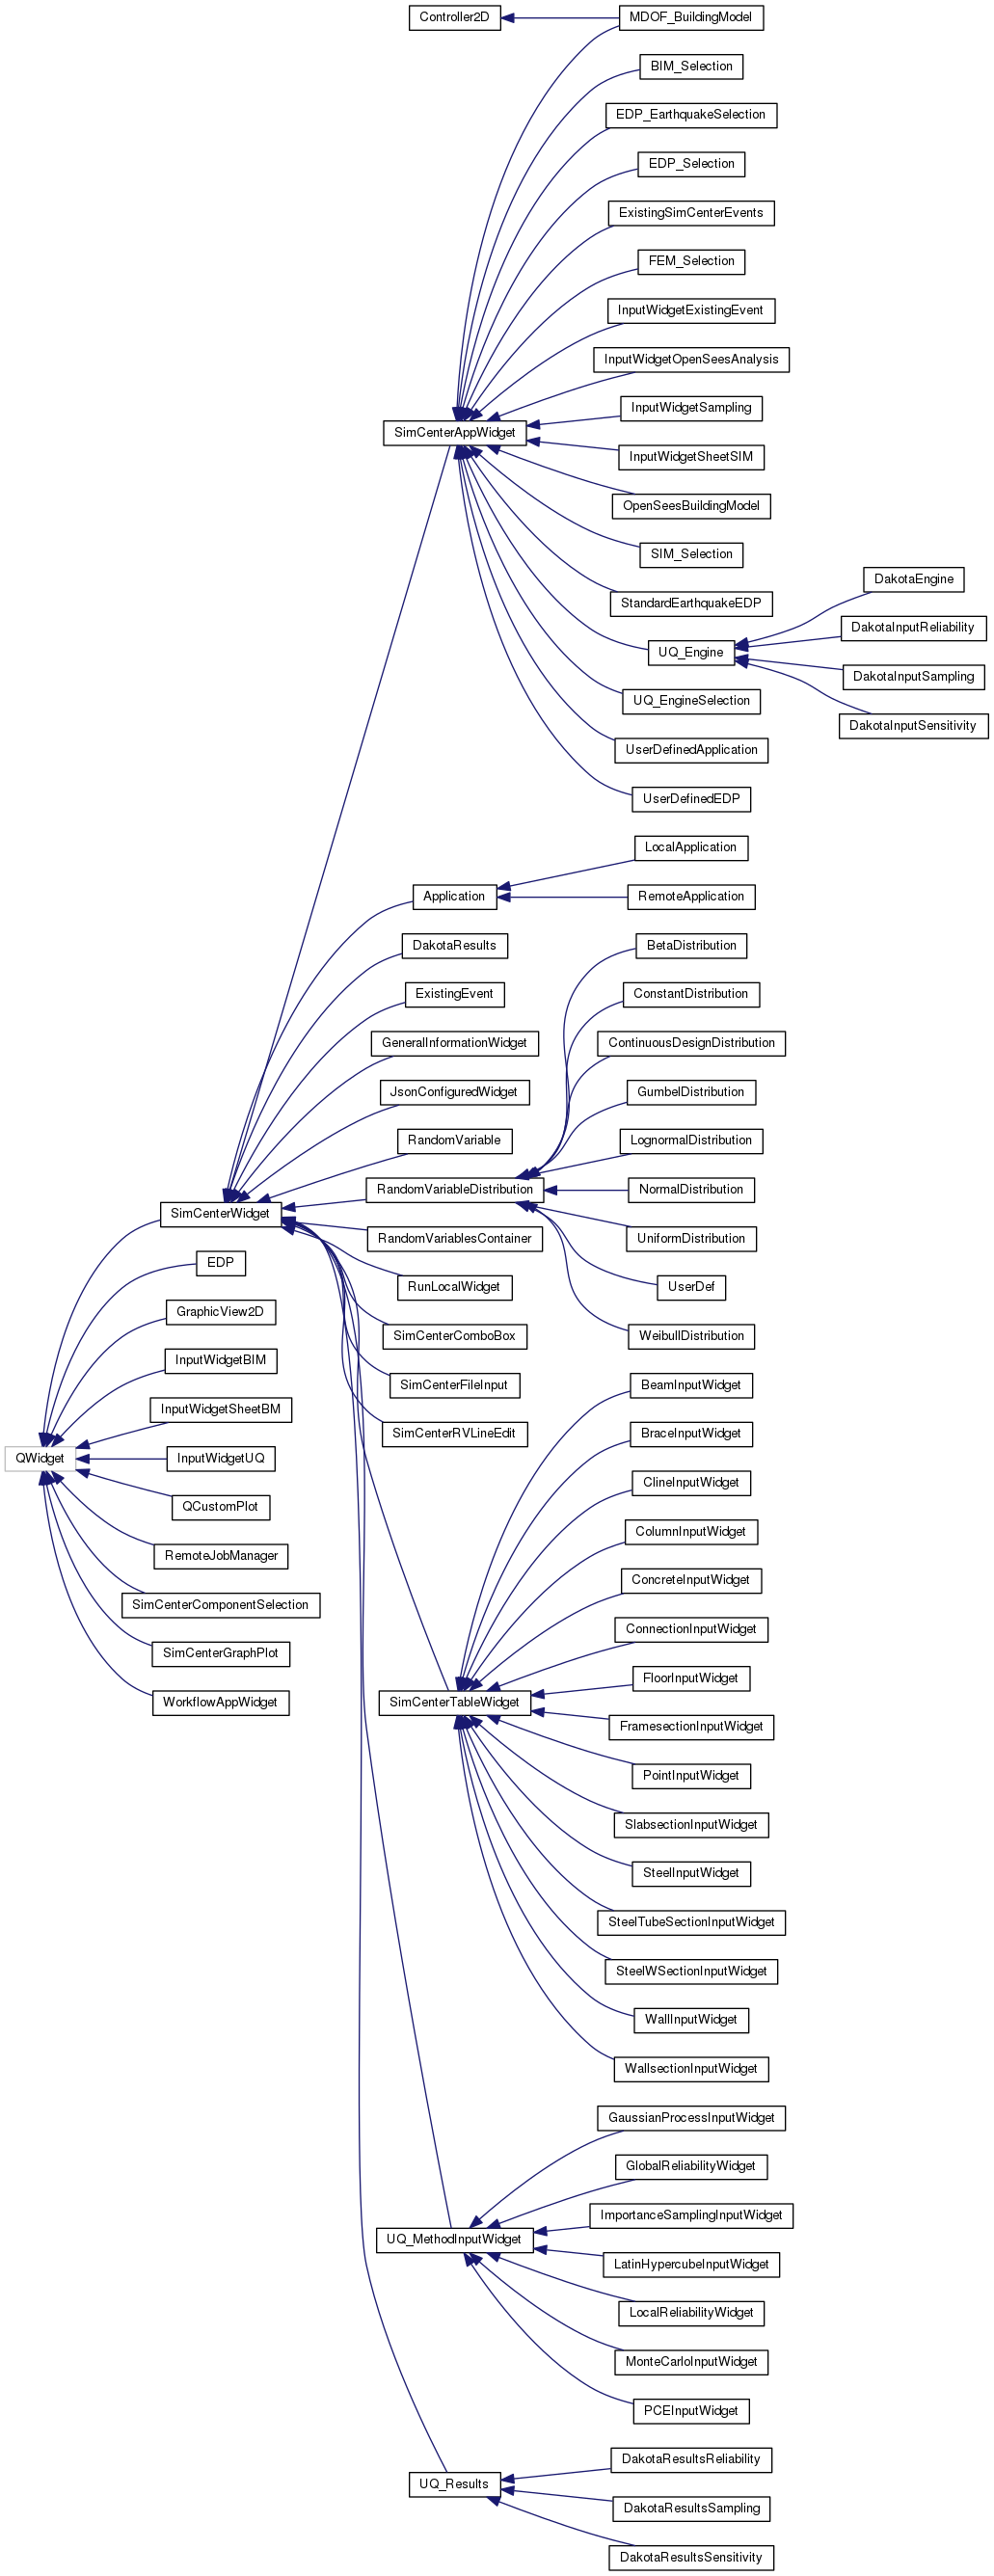 Controller2D
MDOF_BuildingModel
BIM_Selection
EDP_EarthquakeSelection
EDP_Selection
ExistingSimCenterEvents
FEM_Selection
InputWidgetExistingEvent
InputWidgetOpenSeesAnalysis
InputWidgetSampling
SimCenterAppWidget
InputWidgetSheetSIM
OpenSeesBuildingModel
SIM_Selection
DakotaEngine
StandardEarthquakeEDP
DakotaInputReliability
UQ_Engine
DakotaInputSampling
UQ_EngineSelection
DakotaInputSensitivity
UserDefinedApplication
UserDefinedEDP
LocalApplication
Application
RemoteApplication
DakotaResults
BetaDistribution
ExistingEvent
ConstantDistribution
GeneralInformationWidget
ContinuousDesignDistribution
JsonConfiguredWidget
GumbelDistribution
RandomVariable
LognormalDistribution
RandomVariableDistribution
NormalDistribution
SimCenterWidget
RandomVariablesContainer
UniformDistribution
EDP
RunLocalWidget
UserDef
GraphicView2D
SimCenterComboBox
WeibullDistribution
InputWidgetBIM
SimCenterFileInput
BeamInputWidget
InputWidgetSheetBM
SimCenterRVLineEdit
BraceInputWidget
QWidget
InputWidgetUQ
ClineInputWidget
QCustomPlot
ColumnInputWidget
RemoteJobManager
ConcreteInputWidget
SimCenterComponentSelection
ConnectionInputWidget
SimCenterGraphPlot
FloorInputWidget
WorkflowAppWidget
SimCenterTableWidget
FramesectionInputWidget
PointInputWidget
SlabsectionInputWidget
SteelInputWidget
SteelTubeSectionInputWidget
SteelWSectionInputWidget
WallInputWidget
WallsectionInputWidget
GaussianProcessInputWidget
GlobalReliabilityWidget
ImportanceSamplingInputWidget
UQ_MethodInputWidget
LatinHypercubeInputWidget
LocalReliabilityWidget
MonteCarloInputWidget
PCEInputWidget
DakotaResultsReliability
UQ_Results
DakotaResultsSampling
DakotaResultsSensitivity